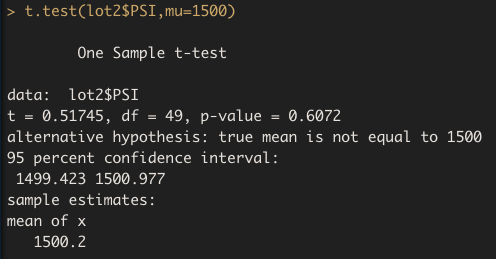 > t.test(lot2$PSI,mu=1500)
One Sample t-test
data:  lot2$PSI
t = 0.51745, df = 49, p-value = 0.6072
alternative hypothesis: true mean is not equal to 1500
95 percent confidence interval:
 1499.423 1500.977
sample estimates:
mean of x
   1500.2